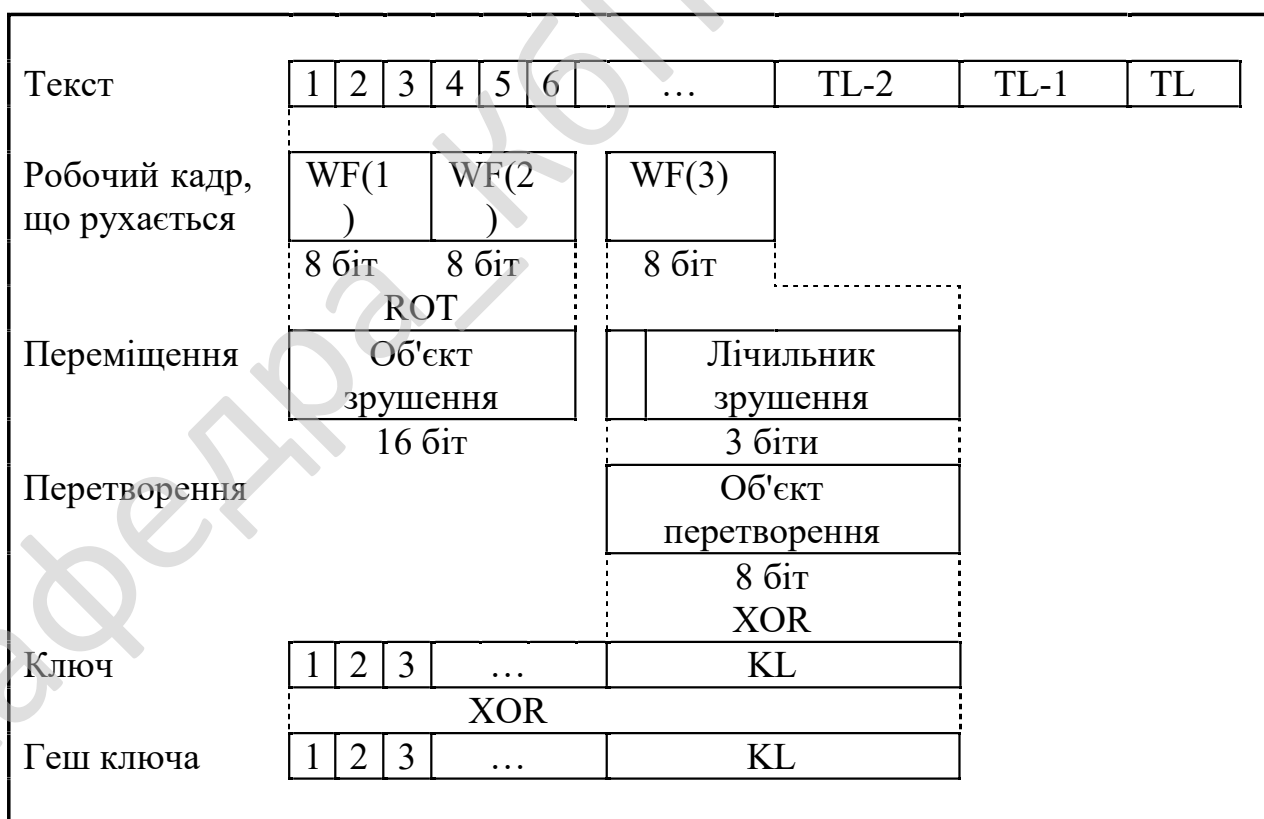 Текст 1 2 3 4 5 6 … TL-2 TL-1 TL
Робочий кадр, WF(1 WF(2 WF(3)
що рухається ) )
8 біт 8 біт 8 біт
ROT
Переміщення Об'єкт Лічильник
зрушення зрушення
16 біт 3 біти
Перетворення Об'єкт
перетворення
8 біт
XOR
Ключ 1 2 3 … KL
XOR
Геш ключа 1 2 3 … KL